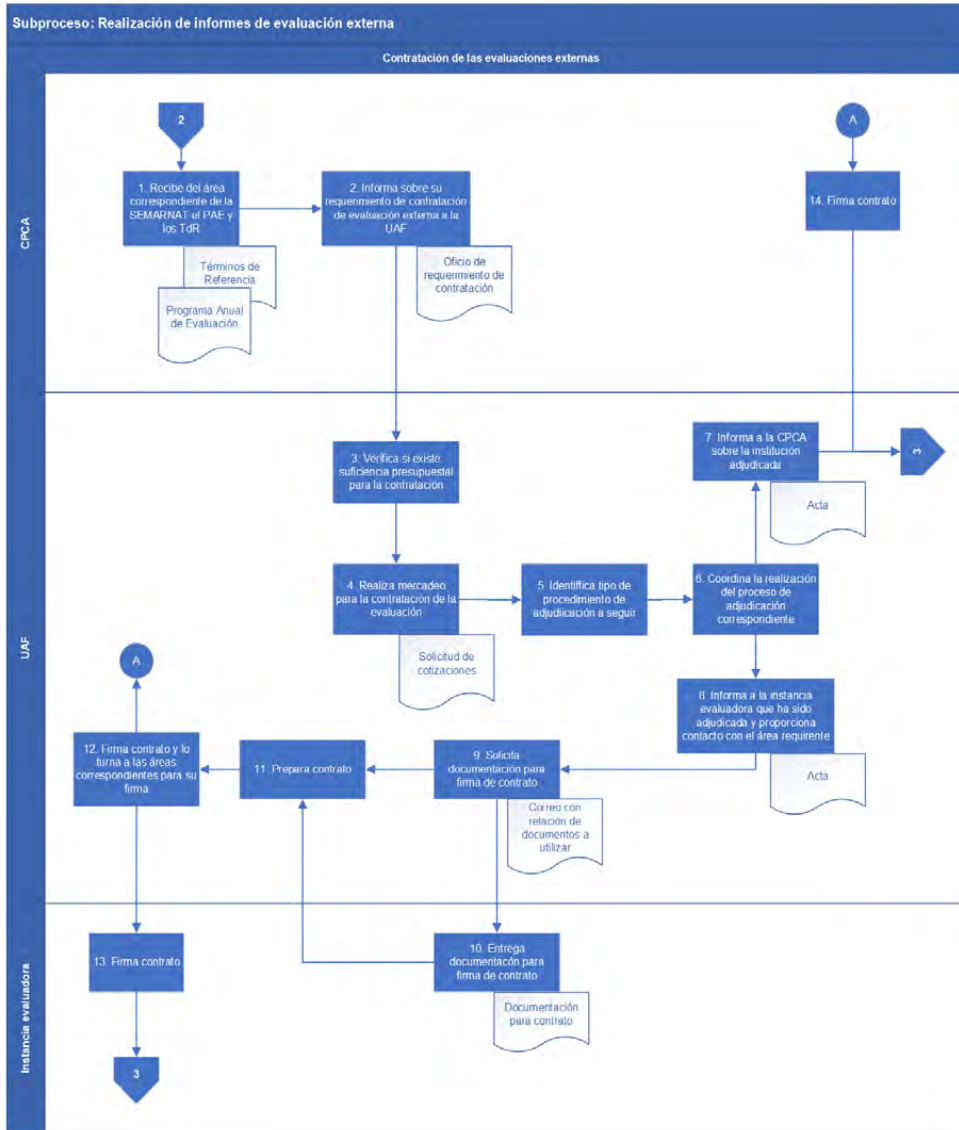 Subproceso: Realización de informes de evaluación externa
Contratación de las evaluaciones externas
CPCA
2
1. Recibe del área
correspondiente de la
SEMARNAT el PAE y
los TdR
Términos de
Referencia
Programa Anual
de Evaluación
2. Informa sobre su
requerimiento de contratación
de evaluación externa a la
UAF
Oficio de
requerimiento de
contratación
A
14. Firma contrato
UAF
3. Verifica si existe
suficiencia presupuestal
para la contratación
4. Realiza mercadeo
para la contratación de la
evaluación
Solicitud de
cotizaciones
5. Identifica tipo de
procedimiento de
adjudicación a seguir
6. Coordina la realización
del proceso de
adjudicación
correspondiente
7. Informa a la CPCA
sobre la institución
adjudicada
Acta
3
8. Informa a la instancia
evaluadora que ha sido
adjudicada y proporciona
contacto con el área requirente
Acta
9. Solicita
documentación para
firma de contrato
Correo con
relación de
documentos a
utilizar
11. Prepara contrato
12. Firma contrato y lo
turna a las áreas
correspondientes para su
firma
A
Instancia evaluadora
10. Entrega
documentacón para
firma de contrato
Documentación
para contrato
13. Firma contrato
3